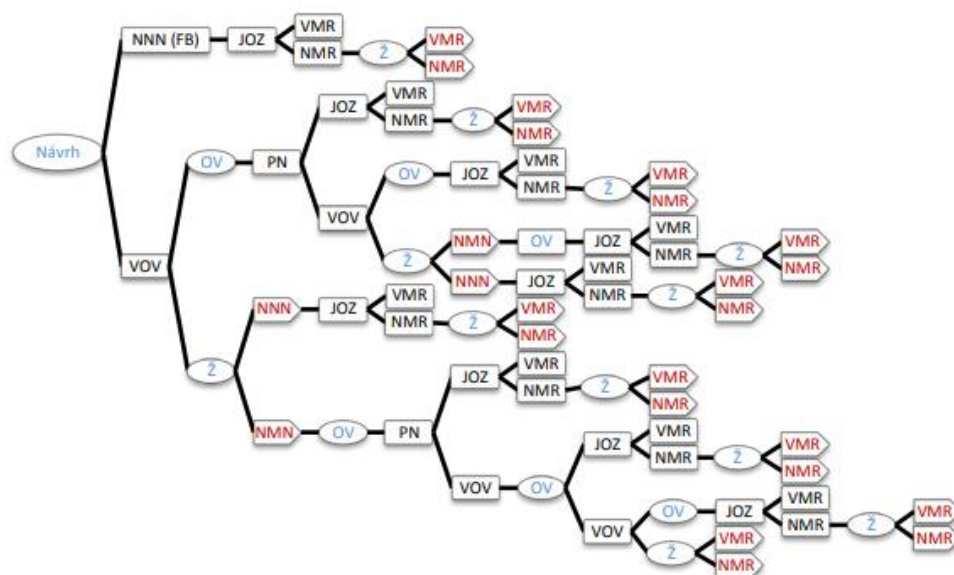 VMR
NNN (FB) JOZ
VMR
NMR Ž
NMR
VMR
JOZ
VMR
NMR Ž
NMR
Návrh
OV PN
VMR
OV JOZ
VMR
NMR Ž
NMR
VOV
VMR
NMN OV JOZ
VMR
Ž
NMR Ž
VOV
VMR
NMR
NNN JOZ
VMR
NMR Ž
NMR
VMR
NNN JOZ
VMR
NMR Ž
NMR
VMR
Ž
JOZ
VMR
NMR Ž
NMR
NMN OV PN
VMR
JOZ
VMR
NMR Ž
NMR
VOV OV
VMR
OV JOZ
VMR
NMR Ž
VOV
VMR
NMR
Ž
NMR